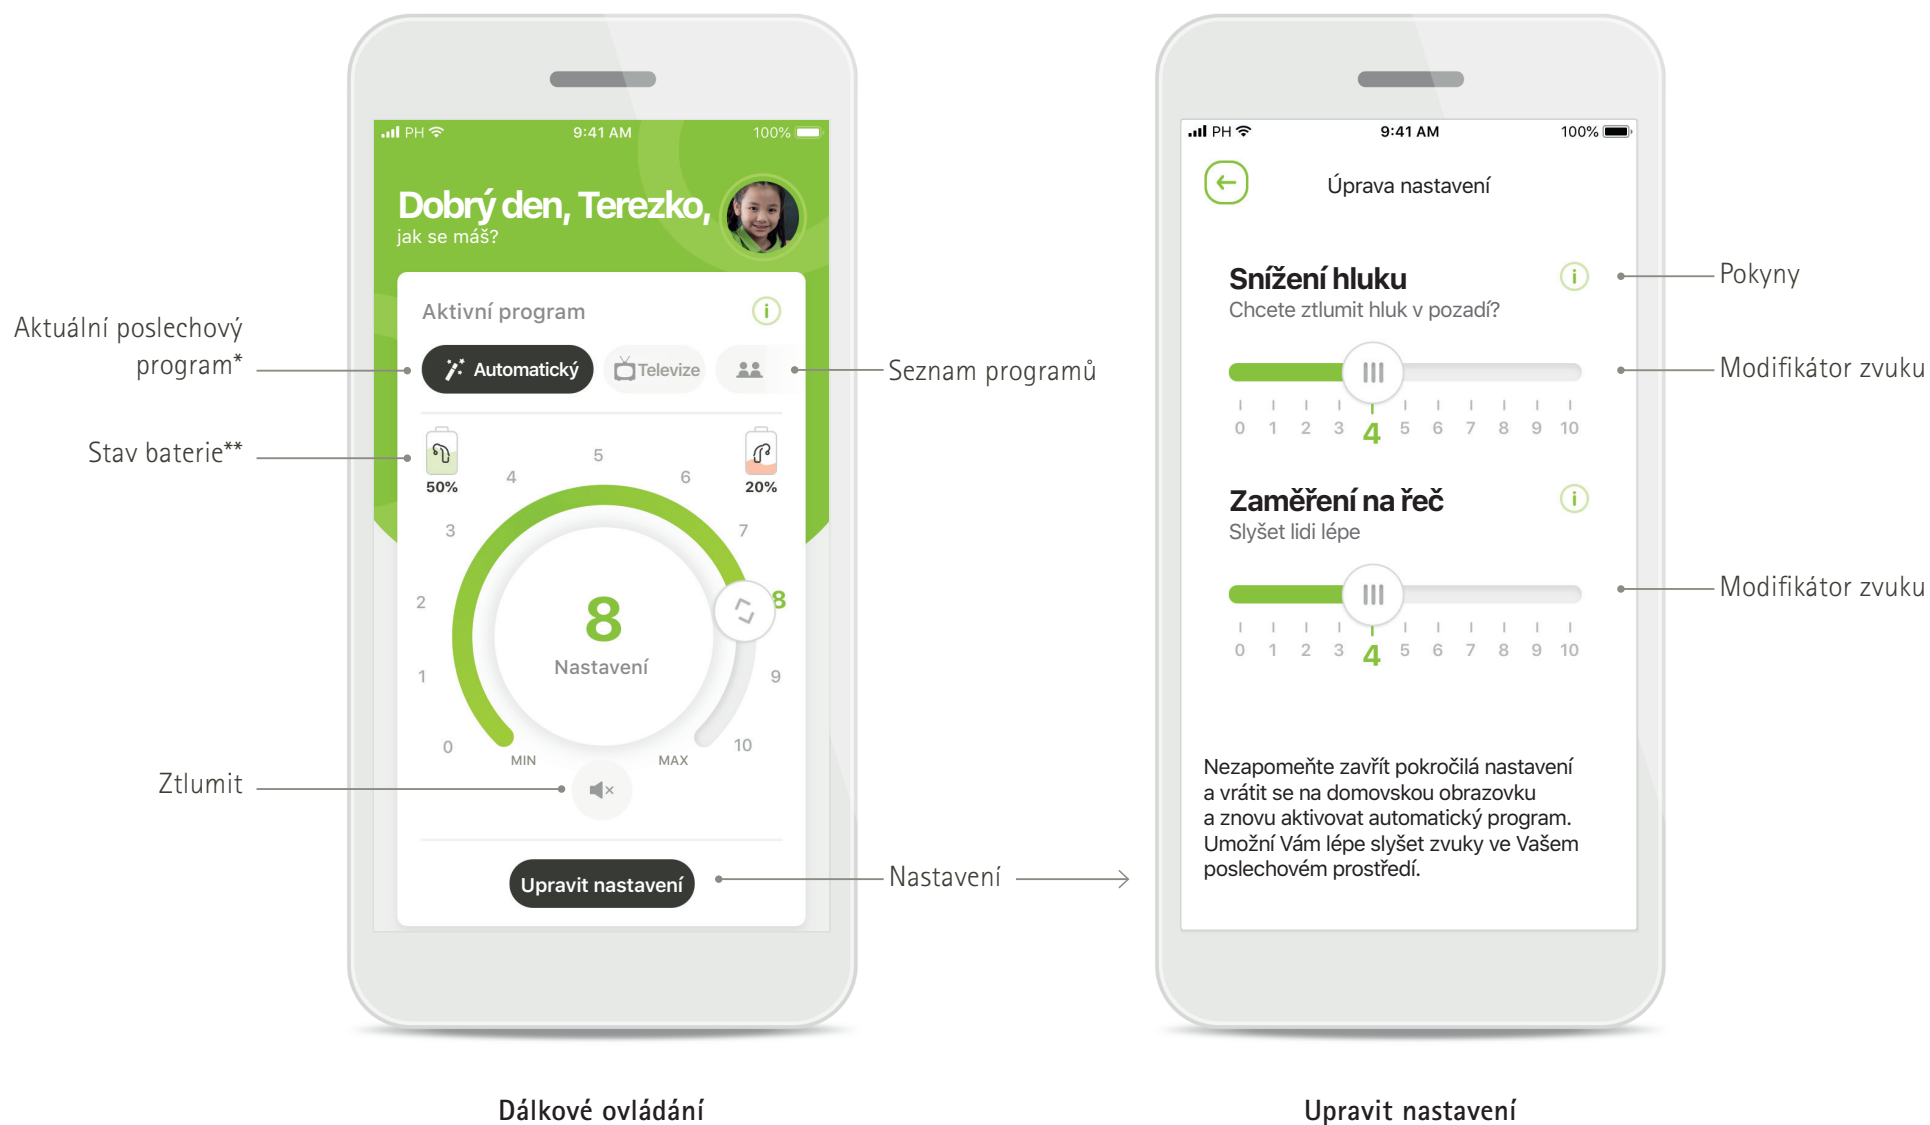 PH 9:41 AM 100%
Dobrý den, Terezko,
jak se máš?
Aktivní program
Automatický Televize
50% 20%
0 1 2 3 4 5 6 7 8 9 10
8
Nastavení
MIN MAX
Upravit nastavení
Aktuální poslechový
program*
Stav baterie**
Ztlumit
Seznam programů
Nastavení
Dálkové ovládání
PH 9:41 AM 100%
Úprava nastavení
Snížení hluku
Chcete ztlumit hluk v pozadí?
0 1 2 3 4 5 6 7 8 9 10
Zaměření na řeč
Slyšet lidi lépe
0 1 2 3 4 5 6 7 8 9 10
Nezapomeňte zavřít pokročilá nastavení
a vrátit se na domovskou obrazovku
a znovu aktivovat automatický program.
Umožní Vám lépe slyšet zvuky ve Vašem
poslechovém prostředí.
Pokyny
Modifikátor zvuku
Modifikátor zvuku
Upravit nastavení